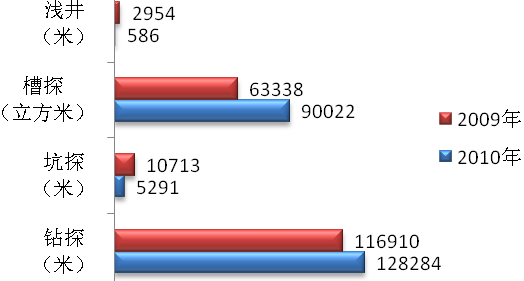 浅井
（米）
2954
586
槽探
（立方米）
63338
90022
坑探
（米）
10713
5291
钻探
（米）
116910
128284
2009年
2010年